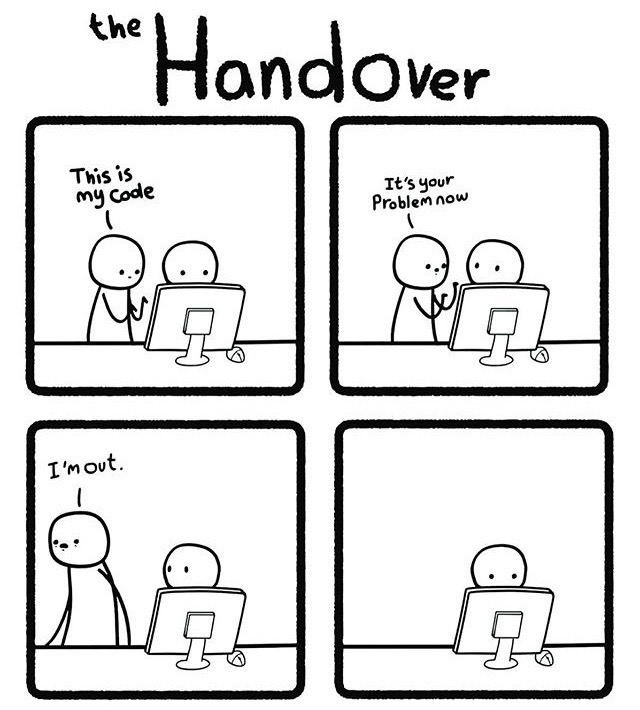 the
Handover
This is
my code
It's your
Problem now
I'm out.